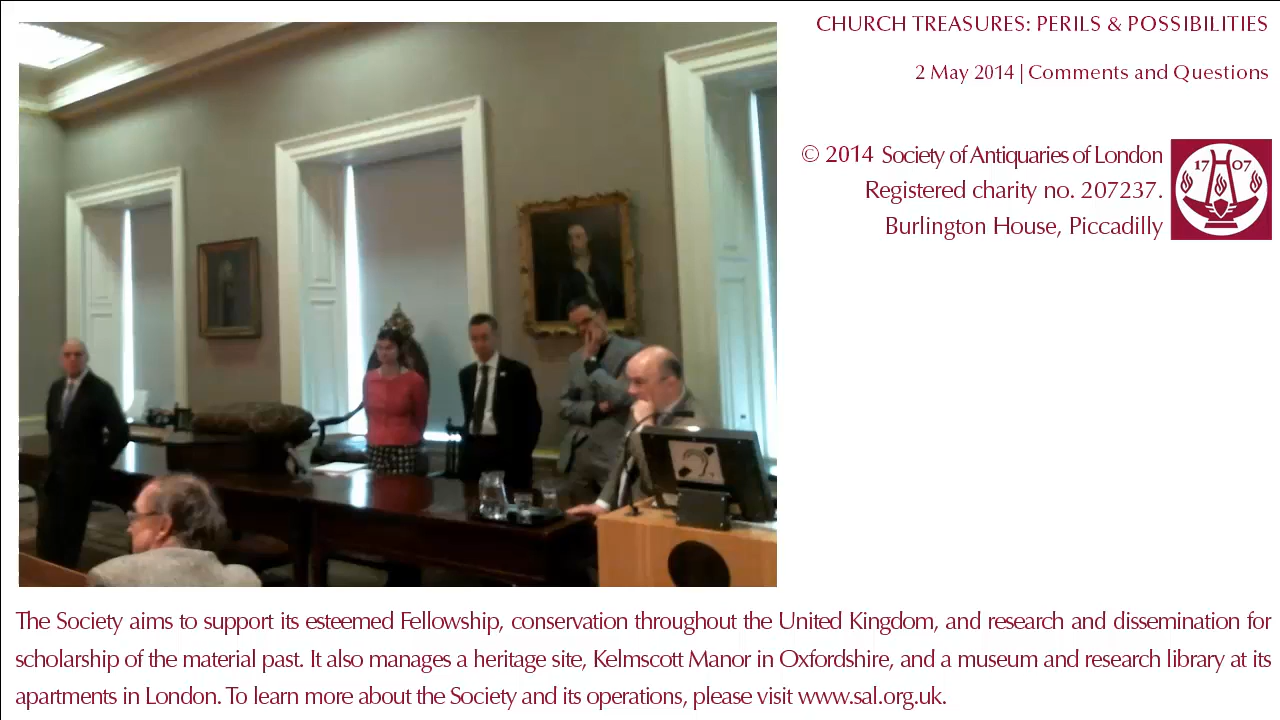 CHURCH TREASURES: PERILS & POSSIBILITIES
2 May 2014 | Comments and Questions
© 2014 Society of Antiquaries of London
Registered charity no. 207237.
Burlington House, Piccadilly
17 07
The Society aims to support its esteemed Fellowship, conservation throughout the United Kingdom, and research and dissemination for
scholarship of the material past. It also manages a heritage site, Kelmscott Manor in Oxfordshire, and a museum and research library at its
apartments in London. To learn more about the Society and its operations, please visit www.sal.org.uk.